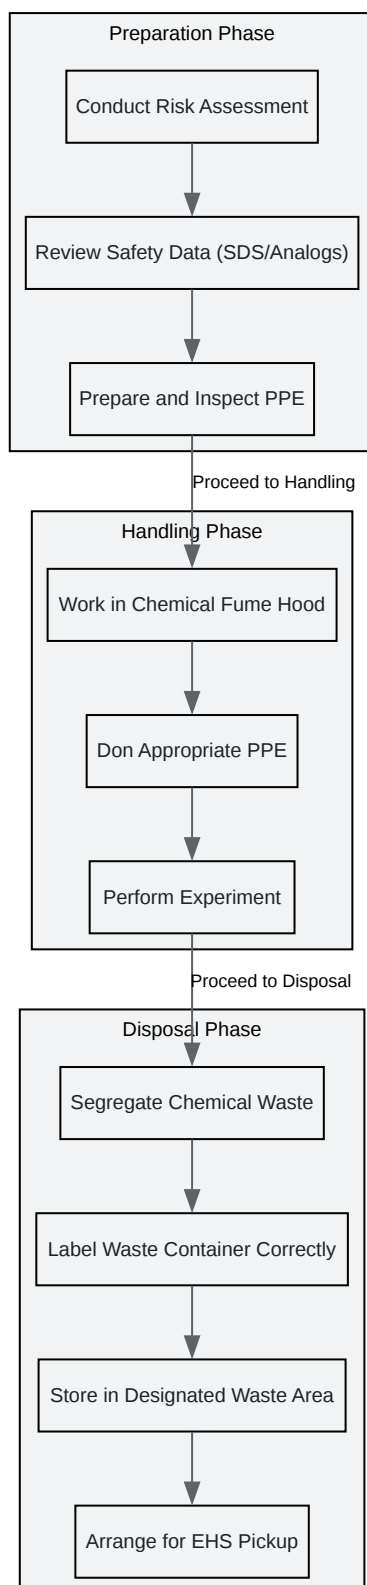 Preparation Phase
Conduct Risk Assessment
Review Safety Data (SDS/Analogs)
Prepare and Inspect PPE
Proceed to Handling
Handling Phase
Work in Chemical Fume Hood
Don Appropriate PPE
Perform Experiment
Proceed to Disposal
Disposal Phase
Segregate Chemical Waste
Label Waste Container Correctly
Store in Designated Waste Area
Arrange for EHS Pickup